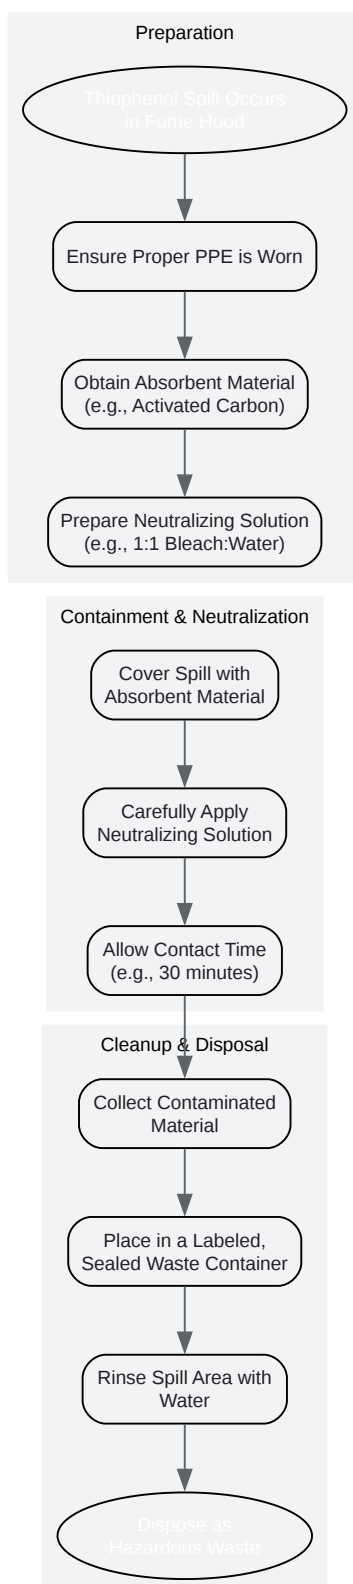 Preparation
Thiophenol Spill Occurs
in Fume Hood
Ensure Proper PPE is Worn
Obtain Absorbent Material
(e.g., Activated Carbon)
Prepare Neutralizing Solution
(e.g., 1:1 Bleach:Water)
Containment & Neutralization
Cover Spill with
Absorbent Material
Carefully Apply
Neutralizing Solution
Allow Contact Time
(e.g., 30 minutes)
Cleanup & Disposal
Collect Contaminated
Material
Place in a Labeled,
Sealed Waste Container
Rinse Spill Area with
Water
Dispose as
Hazardous Waste